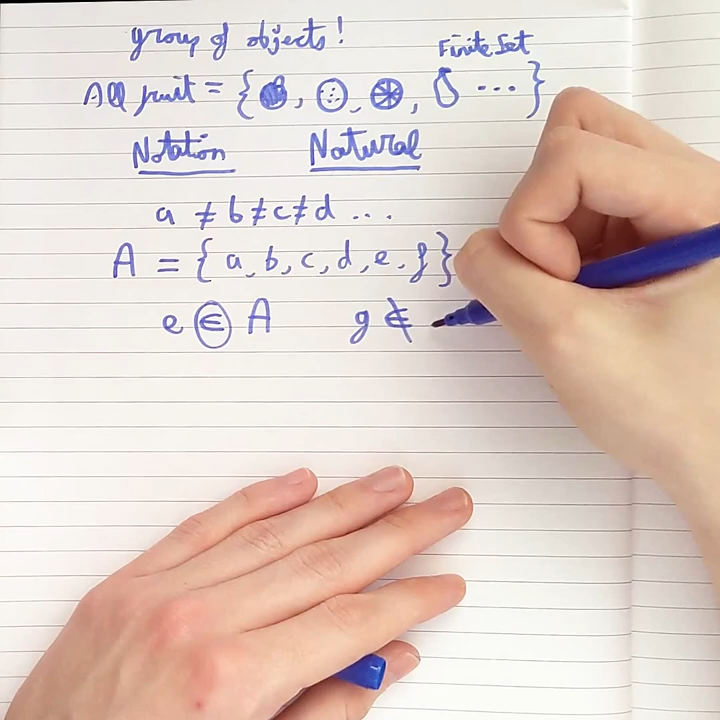 group of objects!
Finite Set
All fruit = { , , , ... }
Notation Natural
a ≠ b ≠ c ≠ d ...
A = { a, b, c, d, e, f }
e ∈ A g ∉